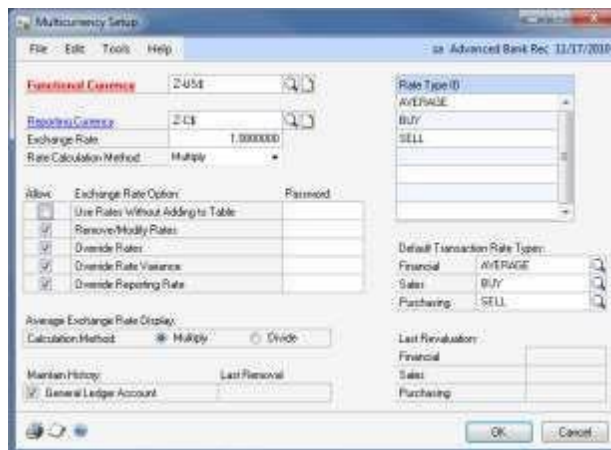 Multicurrency Setup
File Edit Tools Help
sa Advanced Bank Rec 11/17/2010
Functional Currency Z-US$
Reporting Currency Z-C$
Exchange Rate 1.0000000
Rate Calculation Method: Multiply
Rate Type ID
AVERAGE
BUY
SELL
Allow: Exchange Rate Option: Password
Use Rates Without Adding to Table
Remove/Modify Rates
Override Rates
Override Rate Variance
Override Reporting Rate
Default Transaction Rate Types:
Financial AVERAGE
Sales BUY
Purchasing SELL
Average Exchange Rate Display:
Calculation Method: Multiply Divide
Last Revaluation:
Financial
Sales
Purchasing
Maintain History: Last Removal
General Ledger Account
OK Cancel